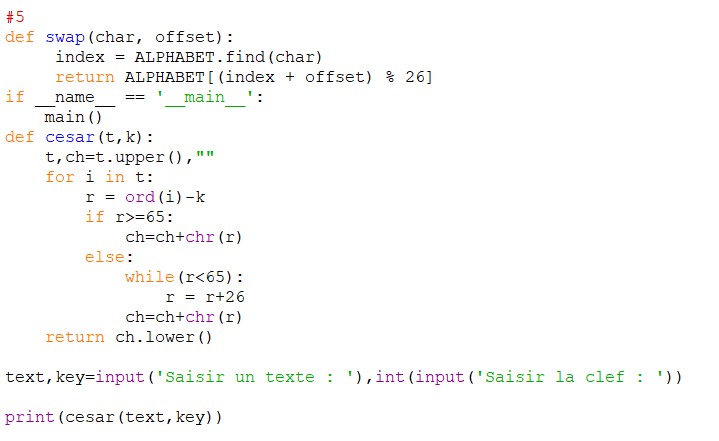 #5
def swap(char, offset):
     index = ALPHABET.find(char)
     return ALPHABET[(index + offset) % 26]
if __name__ == '__main__':
    main()
def cesar(t,k):
    t,ch=t.upper(),""
    for i in t:
        r = ord(i)-k
        if r>=65:
            ch=ch+chr(r)
        else:
            while(r<65):
                r = r+26
            ch=ch+chr(r)
    return ch.lower()

text,key=input('Saisir un texte : '),int(input('Saisir la clef : '))

print(cesar(text,key))